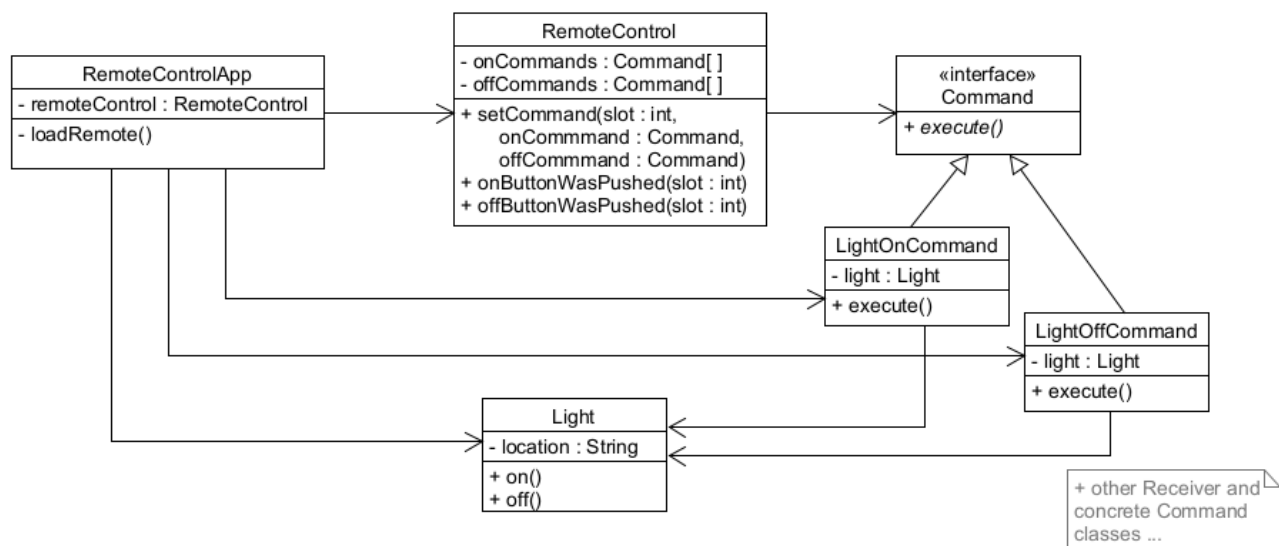 RemoteControlApp
- remoteControl : RemoteControl
- loadRemote()
RemoteControl
- onCommands : Command[ ]
- offCommands : Command[ ]
+ setCommand(slot : int,
onCommmand : Command,
offCommmand : Command)
+ onButtonWasPushed(slot : int)
+ offButtonWasPushed(slot : int)
«interface»
Command
+ execute()
LightOnCommand
- light : Light
+ execute()
LightOffCommand
- light : Light
+ execute()
Light
- location : String
+ on()
+ off()
+ other Receiver and
concrete Command
classes ...